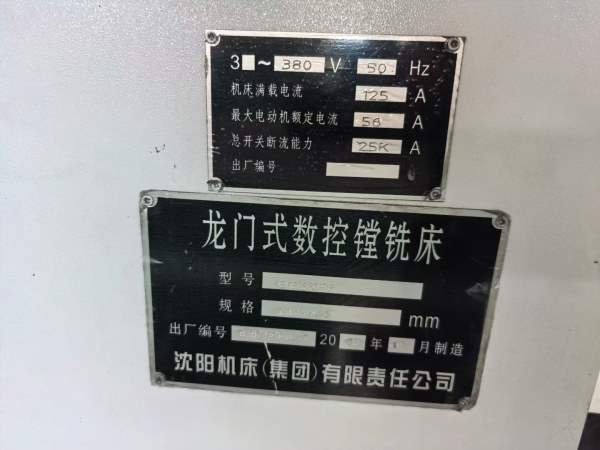 3 ~ 380 V 50 Hz
机床满载电流 125 A
最大电动机额定电流 56 A
总开关断流能力 25K A
出厂编号
龙门式数控镗铣床
型号
规格 mm
出厂编号 20 年 月制造
沈阳机床(集团)有限责任公司